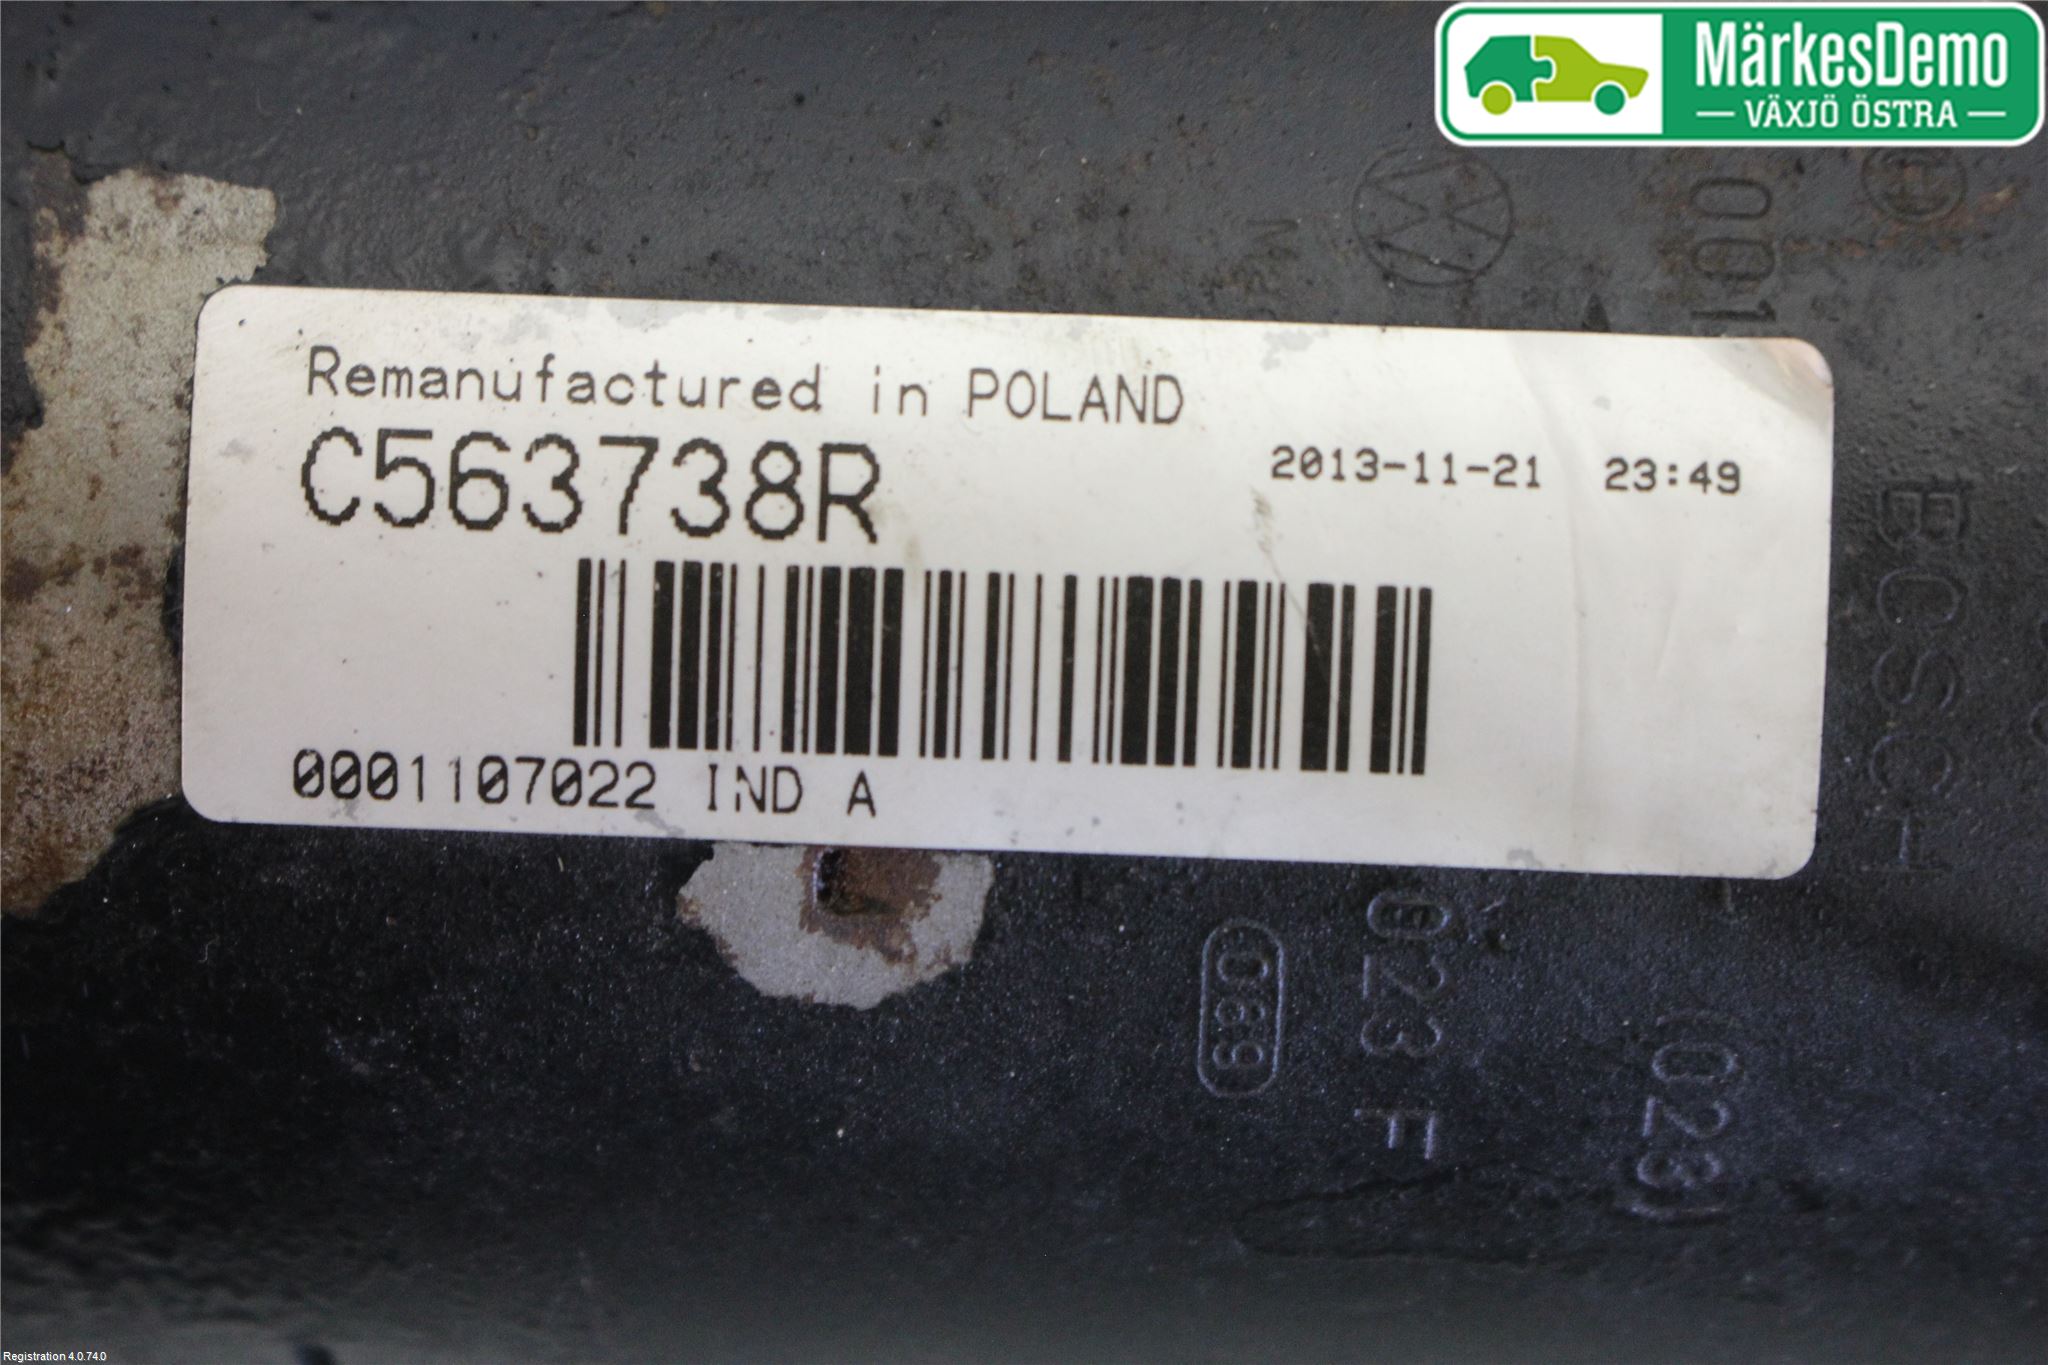 MärkesDemo
VÄXJÖ ÖSTRA
001
Remanufactured in POLAND
C563738R
2013-11-21 23:49
0001107022 IND A
BOSCH
023 F
(023)
Registration 4.0.74.0